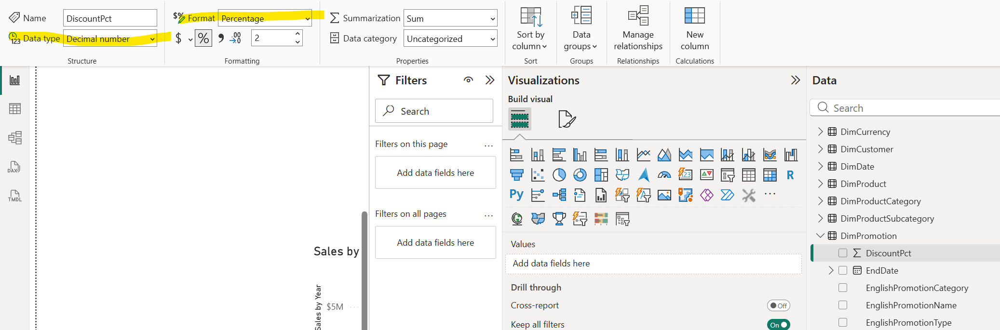 Name DiscountPct
Data type Decimal number
Structure
$% Format Percentage
$ % , .00 2
Formatting
Summarization Sum
Data category Uncategorized
Properties
Sort by
column
Sort
Data
groups
Groups
Manage
relationships
Relationships
New
column
Calculations
DAX
TMDL
Sales by
Sales by Year
$5M
Filters
Search
Filters on this page ...
Add data fields here
Filters on all pages ...
Add data fields here
Visualizations
Build visual
123
R
Py
...
Values
Add data fields here
Drill through
Cross-report Off
Keep all filters On
Data
Search
DimCurrency
DimCustomer
DimDate
DimProduct
DimProductCategory
DimProductSubcategory
DimPromotion
DiscountPct
EndDate
EnglishPromotionCategory
EnglishPromotionName
EnglishPromotionType